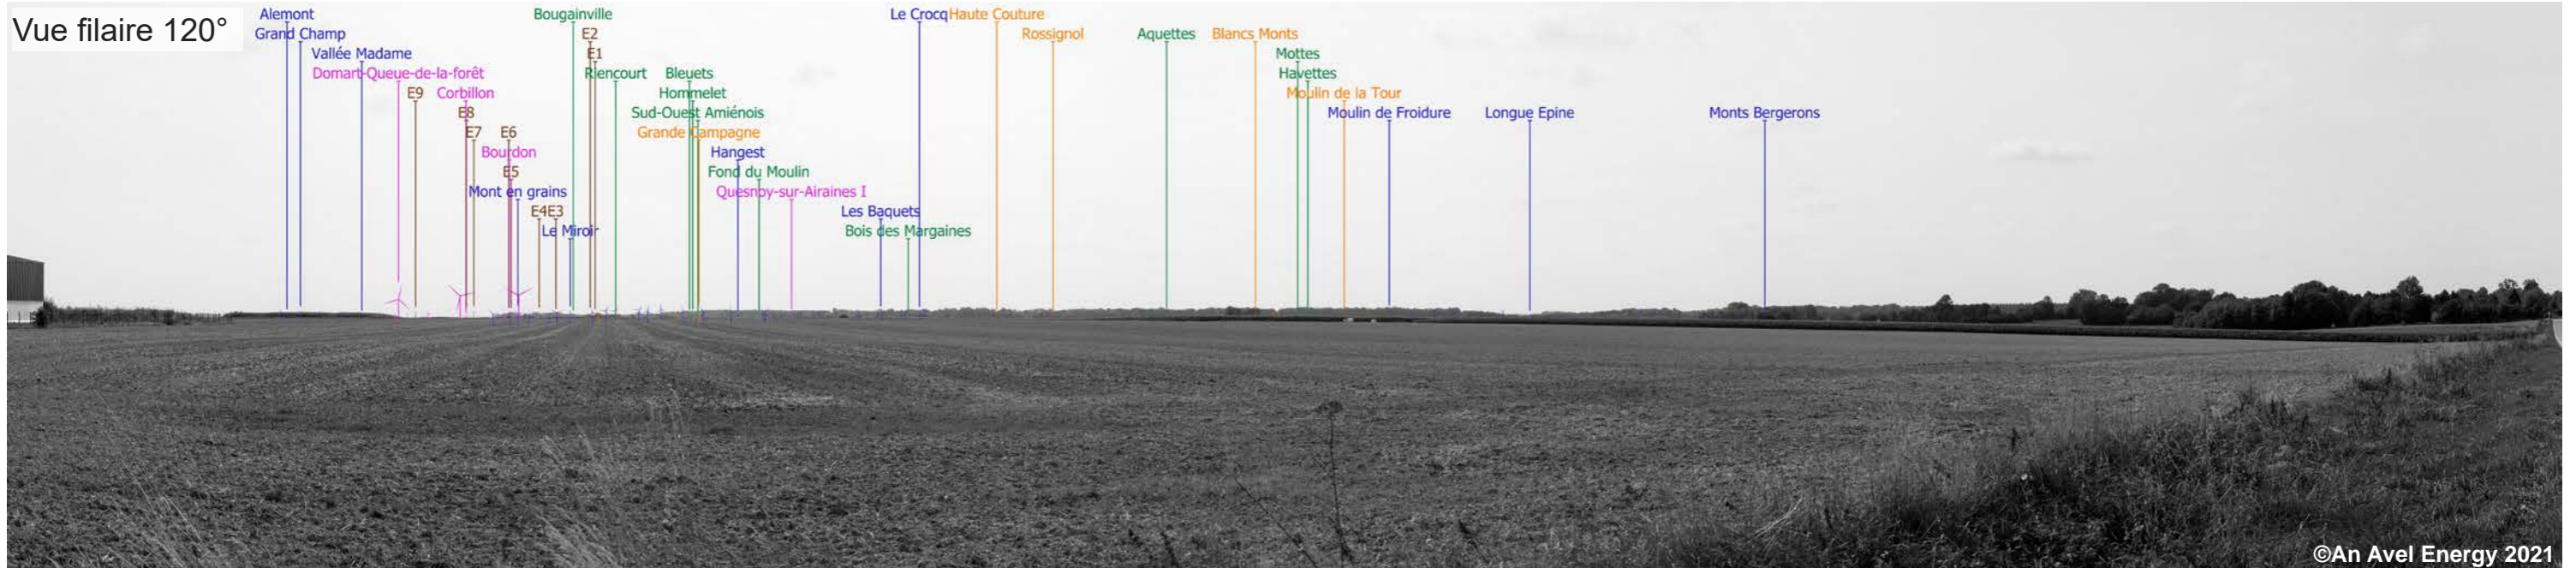 Vue filaire 120°
Alemont
Bougainville
Le Crocq
Haute Couture
Grand Champ
E2
Rossignol
Aquettes
Blancs Monts
Vallée Madame
E1
Mottes
Domart-Queue-de-la-forêt
Riencourt
Bleuets
Havettes
E9
Corbillon
Hommelet
Moulin de la Tour
E8
Sud-Ouest Amiénois
Moulin de Froidure
Longue Epine
Monts Bergerons
E7
E6
Grande Campagne
Bourdon
Hangest
E5
Fond du Moulin
Mont en grains
Quesnoy-sur-Airaines I
E4
E3
Les Baquets
Le Miroir
Bois des Margaines
©An Avel Energy 2021